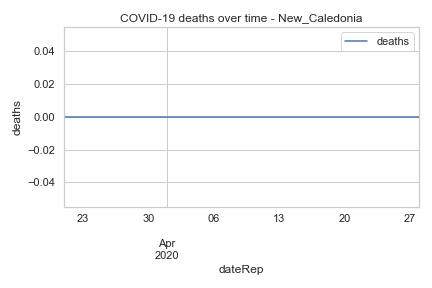 COVID-19 deaths over time - New_Caledonia
deaths
0.04
0.02
0.00
−0.02
−0.04
deaths
23 30 06 13 20 27
Apr
2020
dateRep